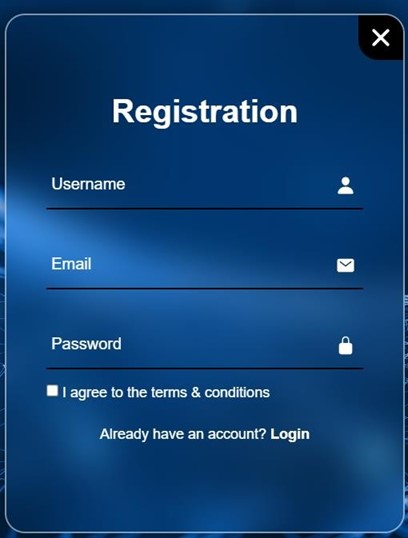 Registration
Username
Email
Password
I agree to the terms & conditions
Already have an account? Login